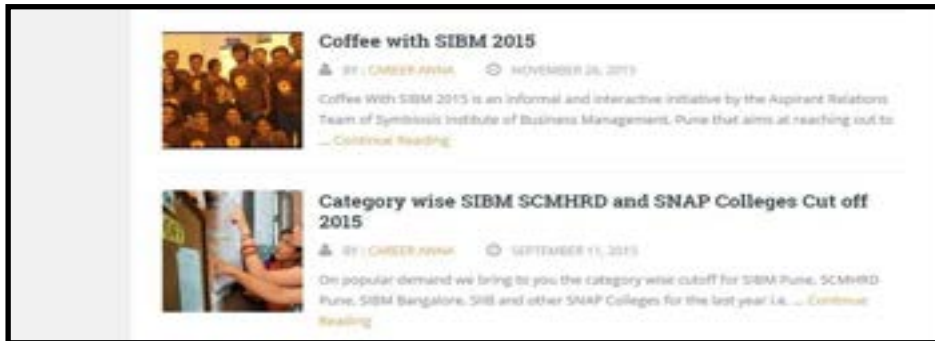 Coffee with SIBM 2015
BY : CAREER ANNA NOVEMBER 26, 2015
Coffee With SIBM 2015 is an informal and interactive initiative by the Aspirant Relations
Team of Symbiosis Institute of Business Management, Pune that aims at reaching out to
... Continue Reading
Category wise SIBM SCMHRD and SNAP Colleges Cut off
2015
BY : CAREER ANNA SEPTEMBER 11, 2015
On popular demand we bring to you the category wise cutoff for SIBM Pune, SCMHRD
Pune, SIBM Bangalore, SIIB and other SNAP Colleges for the last year i.e. ... Continue
Reading